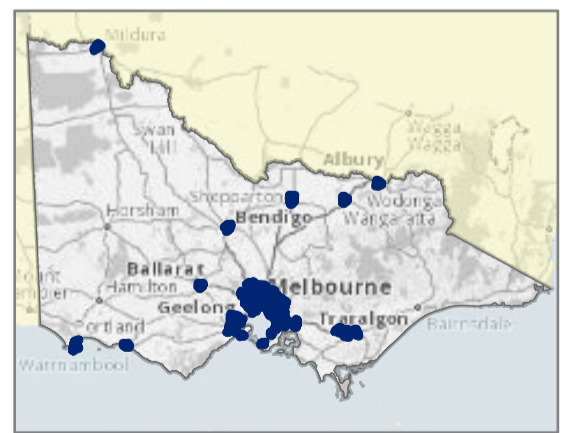 Mildura
Swan
Hill
Wagga
Wagga
Albury
Shepparton
Wodonga
Horsham
Bendigo
Wangaratta
Ballarat
Melbourne
Hamilton
Geelong
Traralgon
Portland
Bairnsdale
Warrnambool